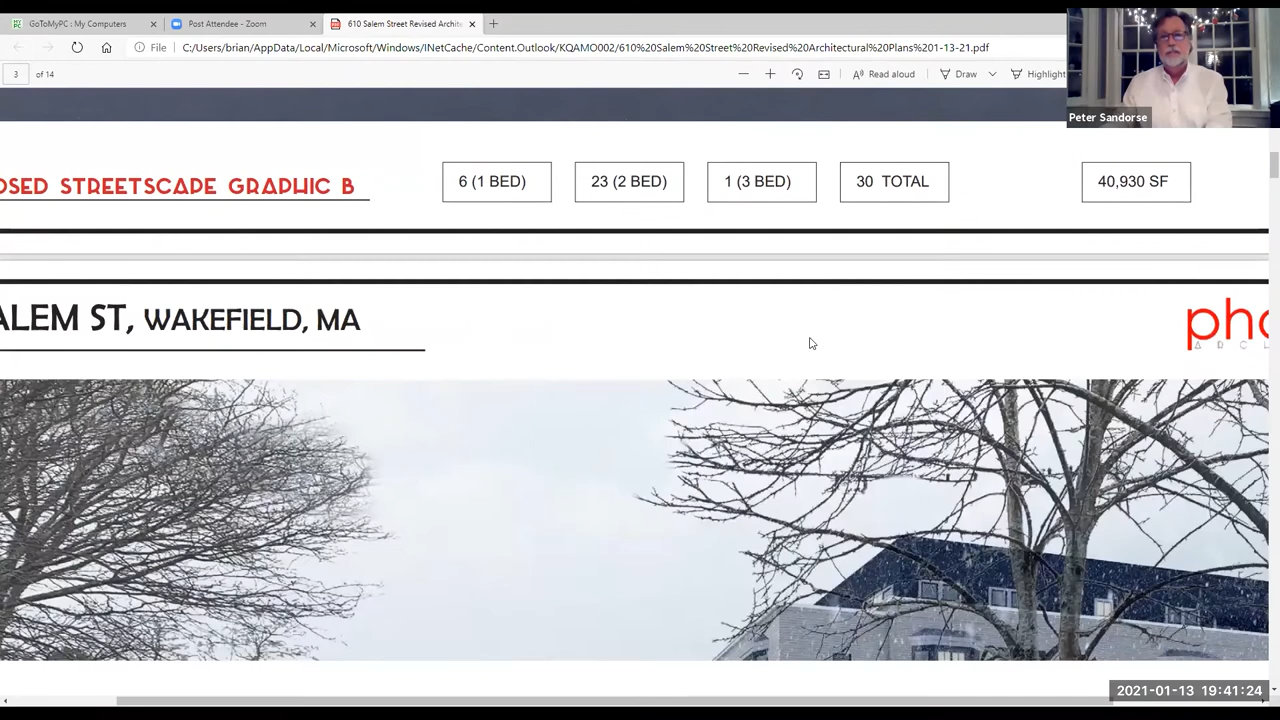 GoToMyPC : My Computers
Post Attendee - Zoom
610 Salem Street Revised Archite
File
C:/Users/brian/AppData/Local/Microsoft/Windows/INetCache/Content.Outlook/KQAMO002/610%20Salem%20Street%20Revised%20Architectural%20Plans%201-13-21.pdf
3 of 14
Read aloud
Draw
Highlight
Peter Sandorse
OSED STREETSCAPE GRAPHIC B
6 (1 BED)
23 (2 BED)
1 (3 BED)
30 TOTAL
40,930 SF
ALEM ST, WAKEFIELD, MA
pho
A R C
2021-01-13 19:41:24